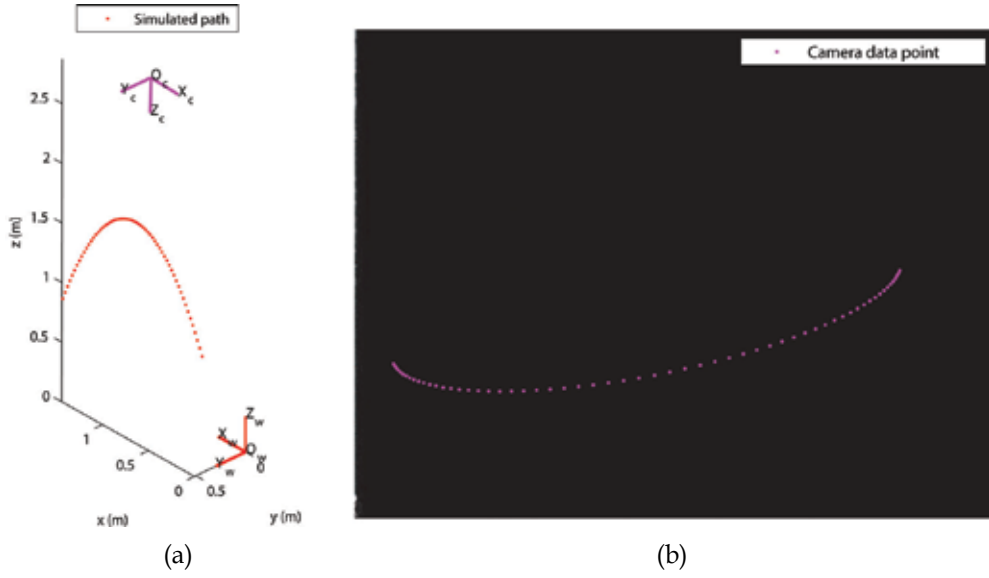 Simulated path
Camera data point
O c
Y c
X c
Z c
2.5
2
1.5
1
0.5
0
z (m)
Z w
X w
O w
Y w
0
1
0.5
0
0.5
x (m)
y (m)
(a)
(b)